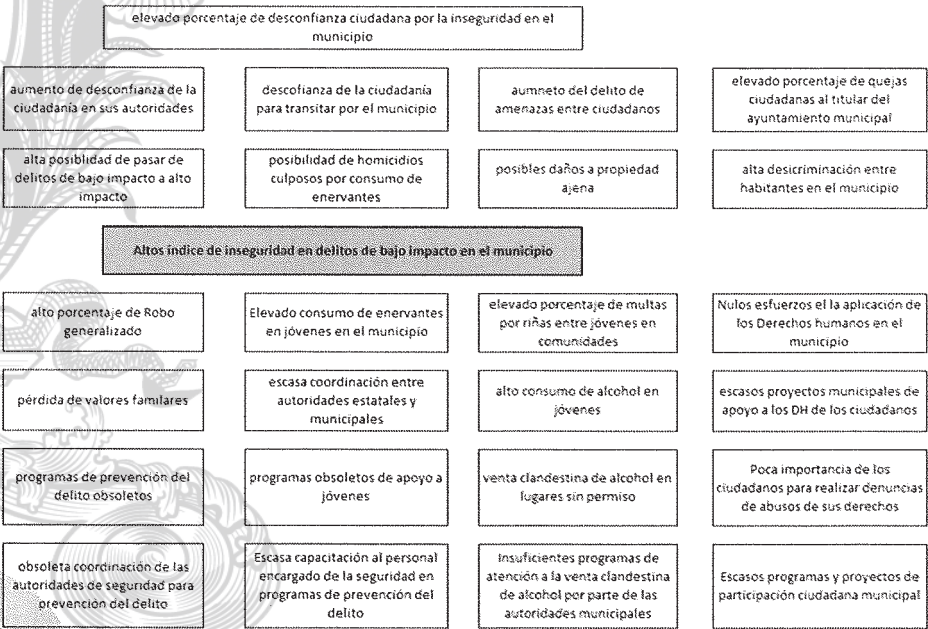 elevado porcentaje de desconfianza ciudadana por la inseguridad en el
municipio
aumento de desconfianza de la
ciudadanía en sus autoridades
descofianza de la ciudadanía
para transitar por el municipio
aumneto del delito de
amenazas entre ciudadanos
elevado porcentaje de quejas
ciudadanas al titular del
ayuntamiento municipal
alta posiblidad de pasar de
delitos de bajo impacto a alto
impacto
posibilidad de homicidios
culposos por consumo de
enervantes
posibles daños a propiedad
ajena
alta desicriminación entre
habitantes en el municipio
Altos índice de inseguridad en delitos de bajo impacto en el municipio
alto porcentaje de Robo
generalizado
Elevado consumo de enervantes
en jóvenes en el municipio
elevado porcentaje de multas
por riñas entre jóvenes en
comunidades
Nulos esfuerzos el la aplicación de
los Derechos humanos en el
municipio
pérdida de valores familares
escasa coordinación entre
autoridades estatales y
municipales
alto consumo de alcohol en
jóvenes
escasos proyectos municipales de
apoyo a los DH de los ciudadanos
programas de prevención del
delito obsoletos
programas obsoletos de apoyo a
jóvenes
venta clandestina de alcohol en
lugares sin permiso
Poca importancia de los
ciudadanos para realizar denuncias
de abusos de sus derechos
obsoleta coordinación de las
autoridades de seguridad para
prevención del delito
Escasa capacitación al personal
encargado de la seguridad en
programas de prevención del
delito
Insuficientes programas de
atención a la venta clandestina
de alcohol por parte de las
autoridades municipales
Escasos programas y proyectos de
participación ciudadana municipal